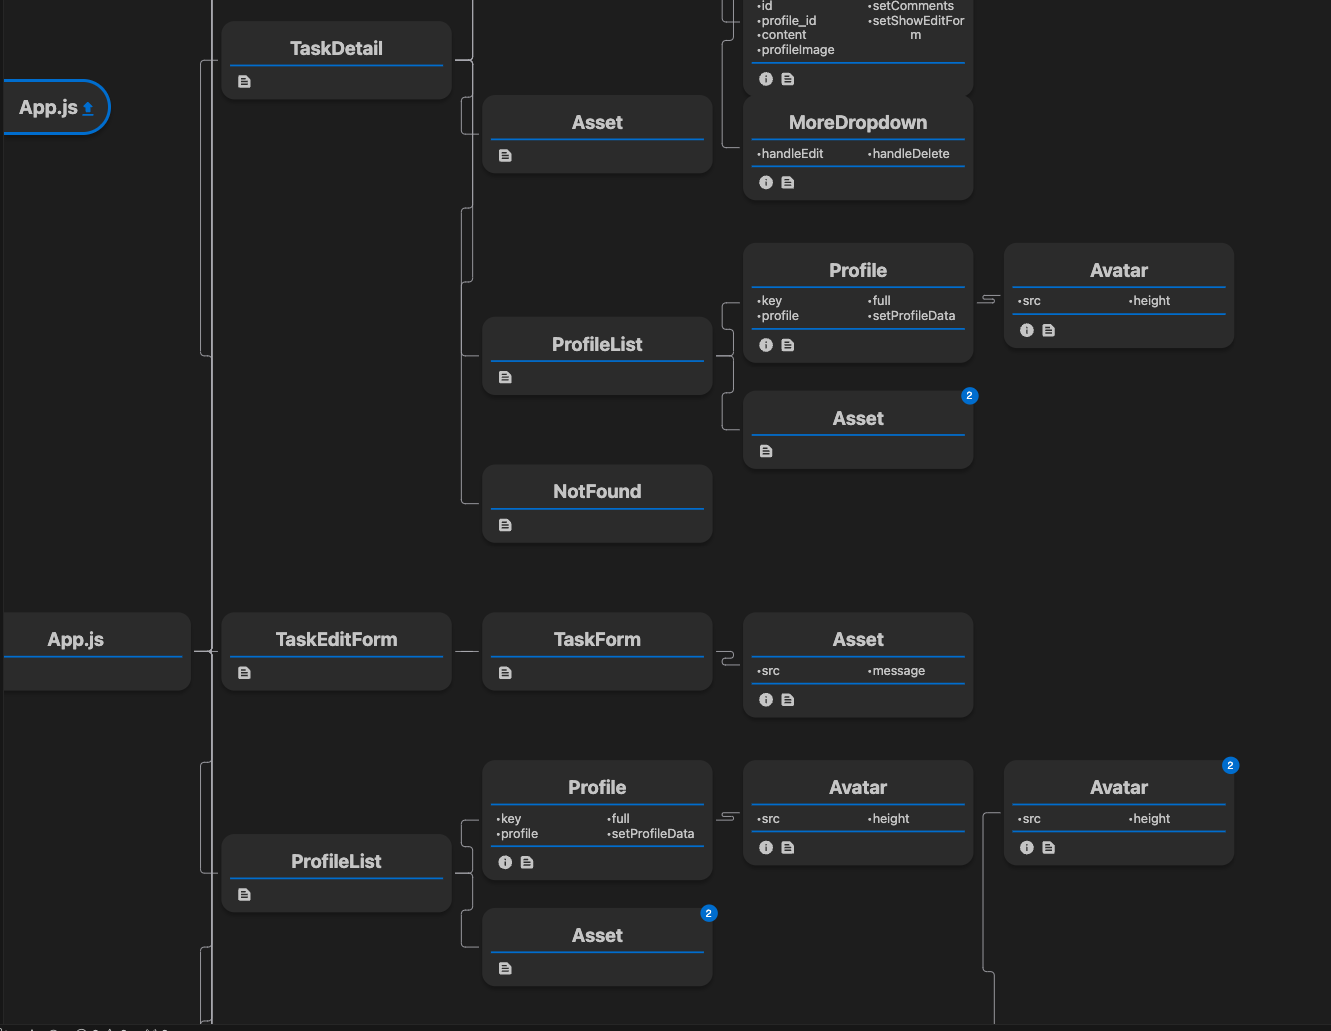 •id
•setComments
•profile_id
•setShowEditFor
m
•content
•profileImage
TaskDetail
App.js
Asset
MoreDropdown
•handleEdit
•handleDelete
Profile
•key
•full
•profile
•setProfileData
Avatar
•src
•height
ProfileList
2
Asset
NotFound
App.js
TaskEditForm
TaskForm
Asset
•src
•message
Profile
•key
•full
•profile
•setProfileData
Avatar
•src
•height
2
Avatar
•src
•height
ProfileList
2
Asset